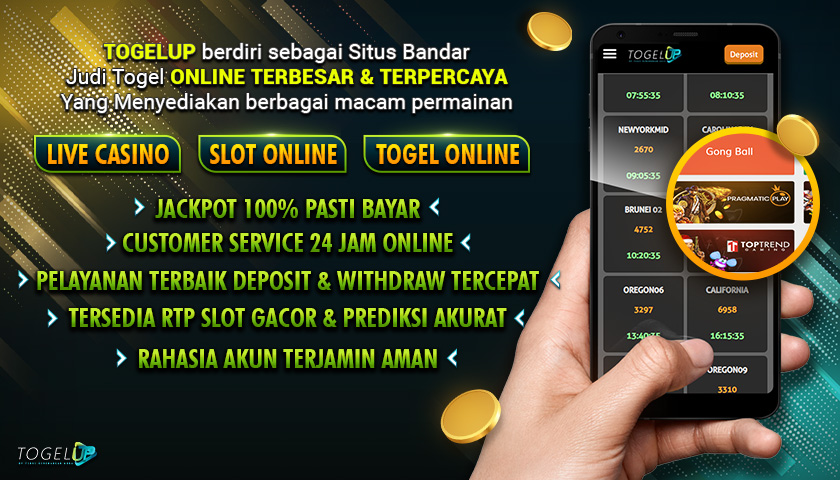 TOGELUP berdiri sebagai Situs Bandar
Judi Togel ONLINE TERBESAR & TERPERCAYA
Yang Menyediakan berbagai macam permainan
LIVE CASINO
SLOT ONLINE
TOGEL ONLINE
JACKPOT 100% PASTI BAYAR
CUSTOMER SERVICE 24 JAM ONLINE
PELAYANAN TERBAIK DEPOSIT & WITHDRAW TERCEPAT
TERSEDIA RTP SLOT GACOR & PREDIKSI AKURAT
RAHASIA AKUN TERJAMIN AMAN
TOGELUP
TOGELUP
Deposit
07:55:35
08:10:35
NEWYORKMID
2670
09:05:35
Gong Ball
PRAGMATIC PLAY
TOPTREND
GAMING
BRUNEI 02
4752
10:20:35
OREGON06
3297
13:40:35
CALIFORNIA
6958
16:15:35
OREGON09
3310